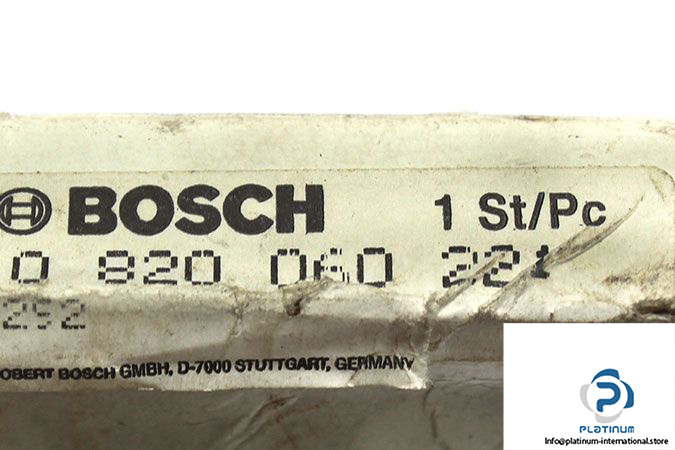 BOSCH 1 St/Pc
0 820 060 221
292
OBERT BOSCH GMBH, D-7000 STUTTGART, GERMANY
PLATINUM
Info@platinum-international.store